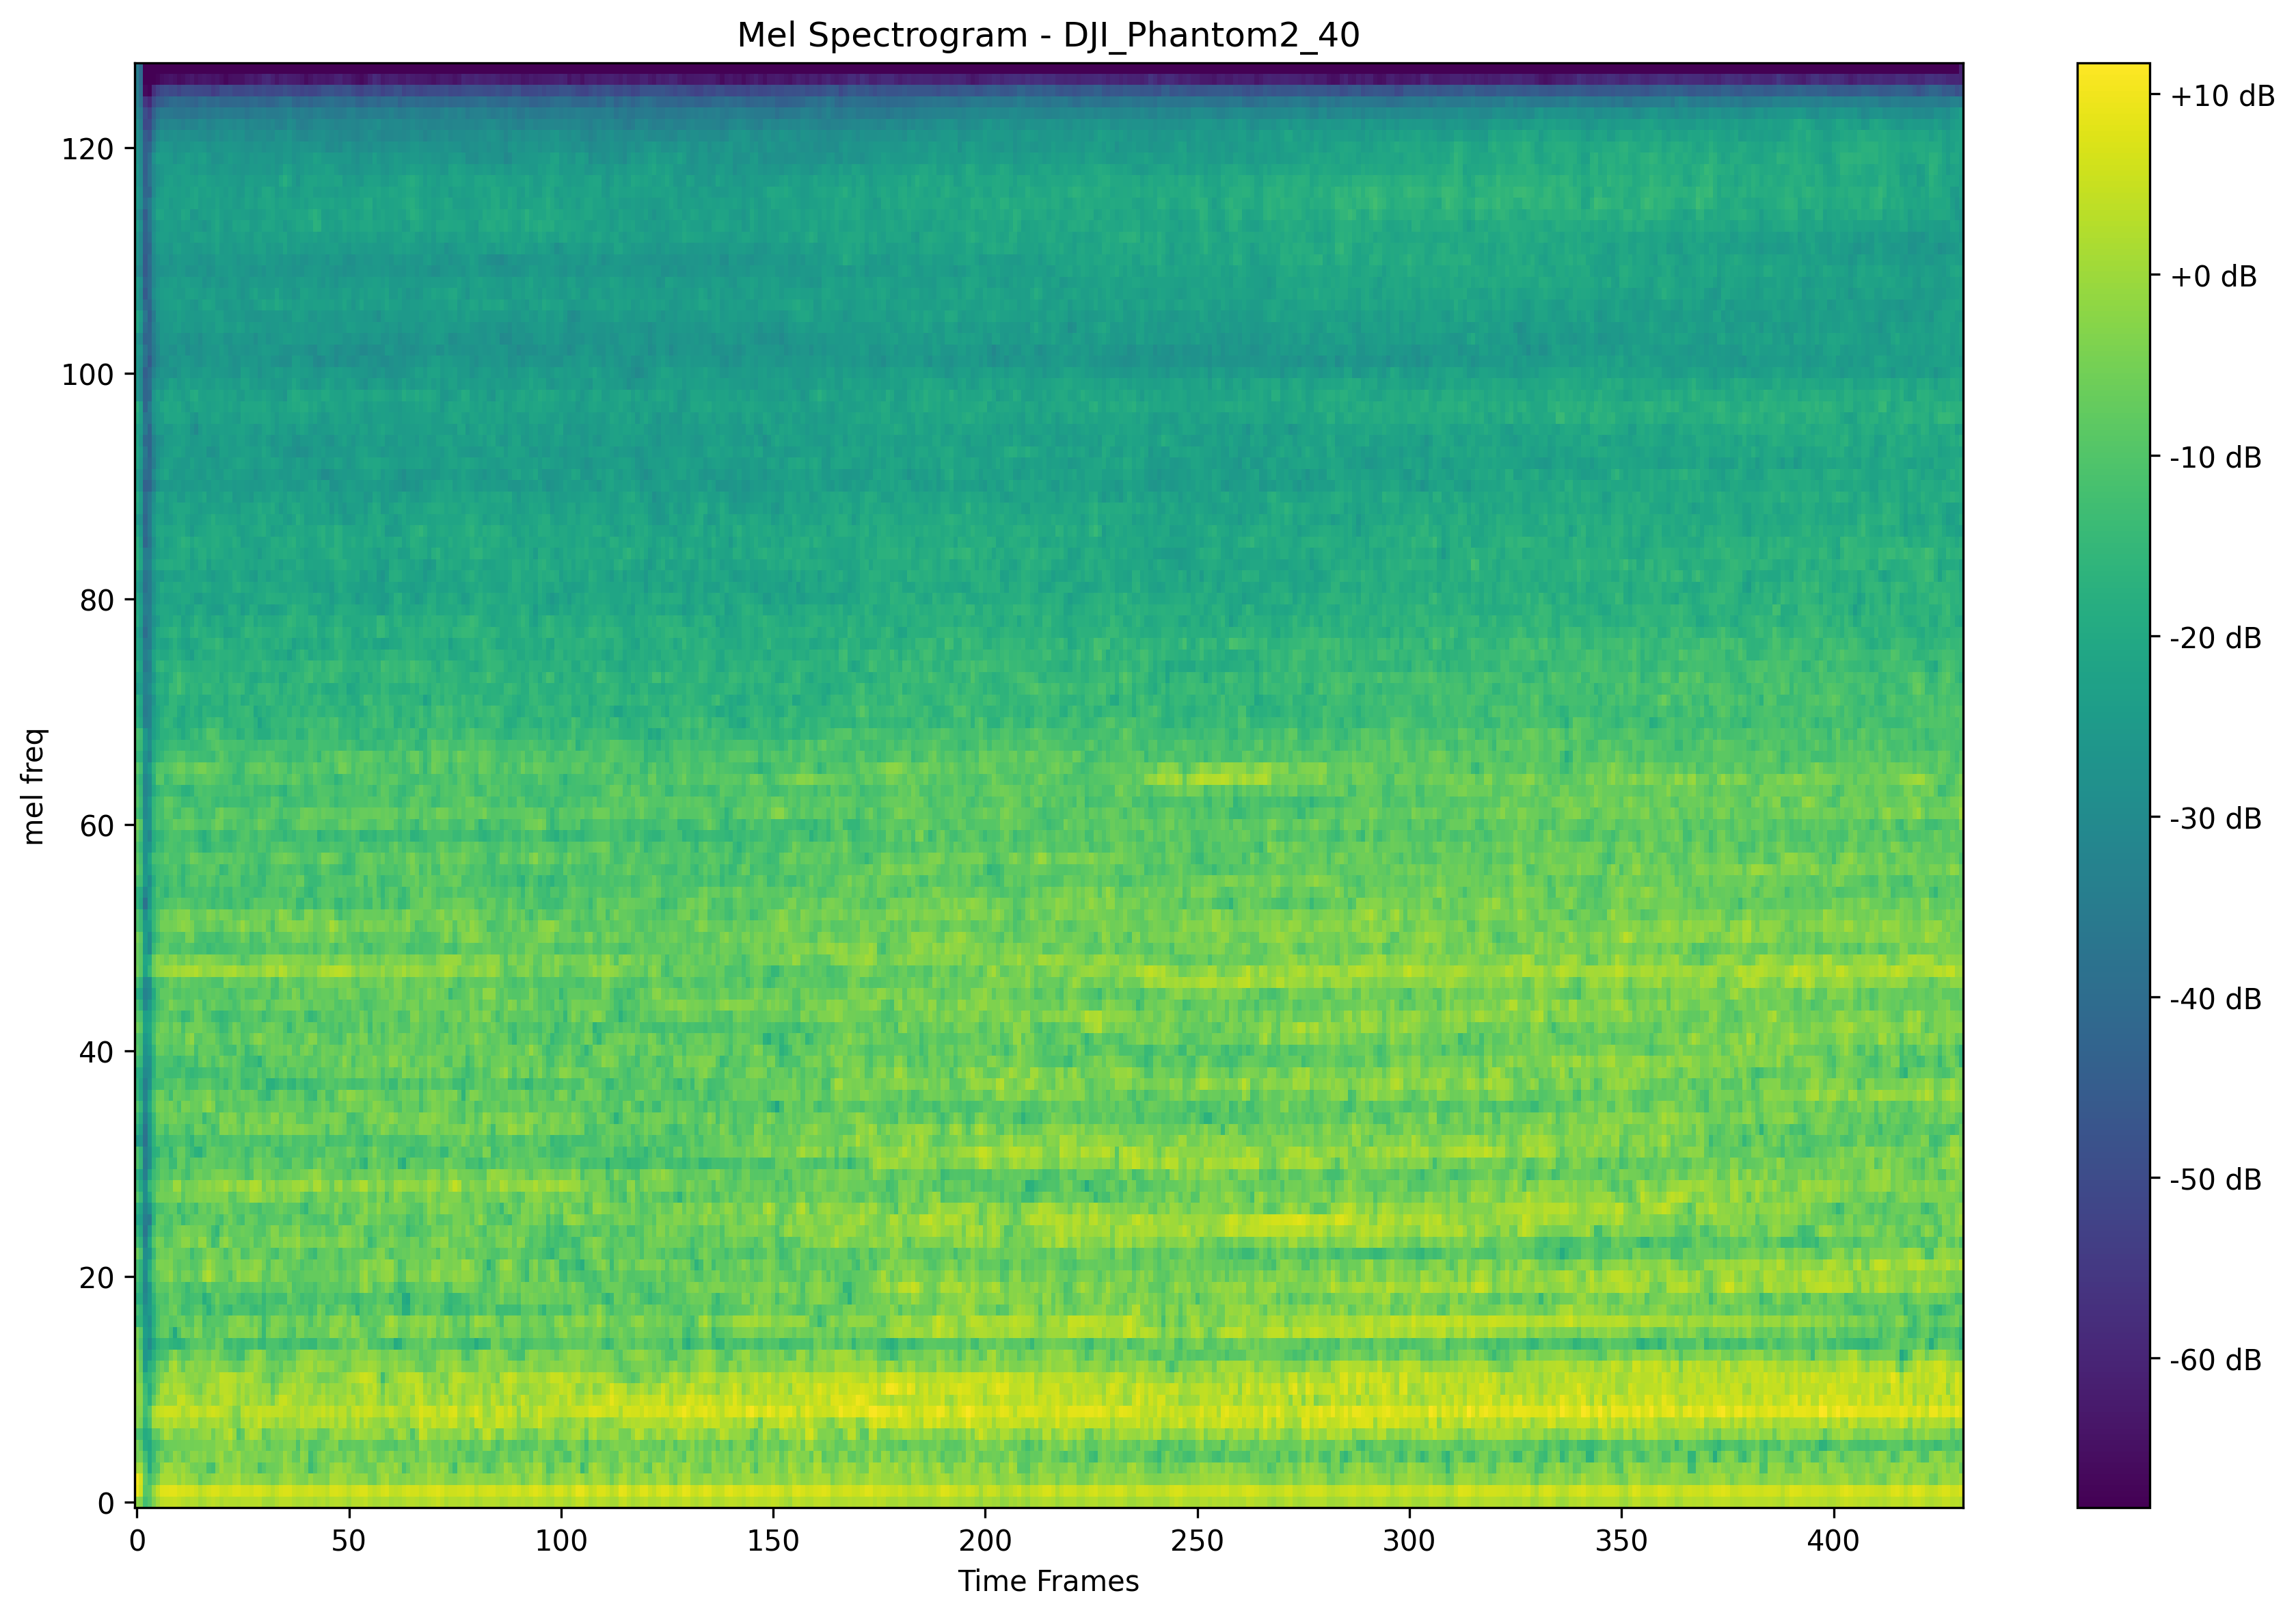 Mel Spectrogram - DJI_Phantom2_40
mel freq
120
100
80
60
40
20
0
0 50 100 150 200 250 300 350 400
Time Frames
+10 dB
+0 dB
-10 dB
-20 dB
-30 dB
-40 dB
-50 dB
-60 dB